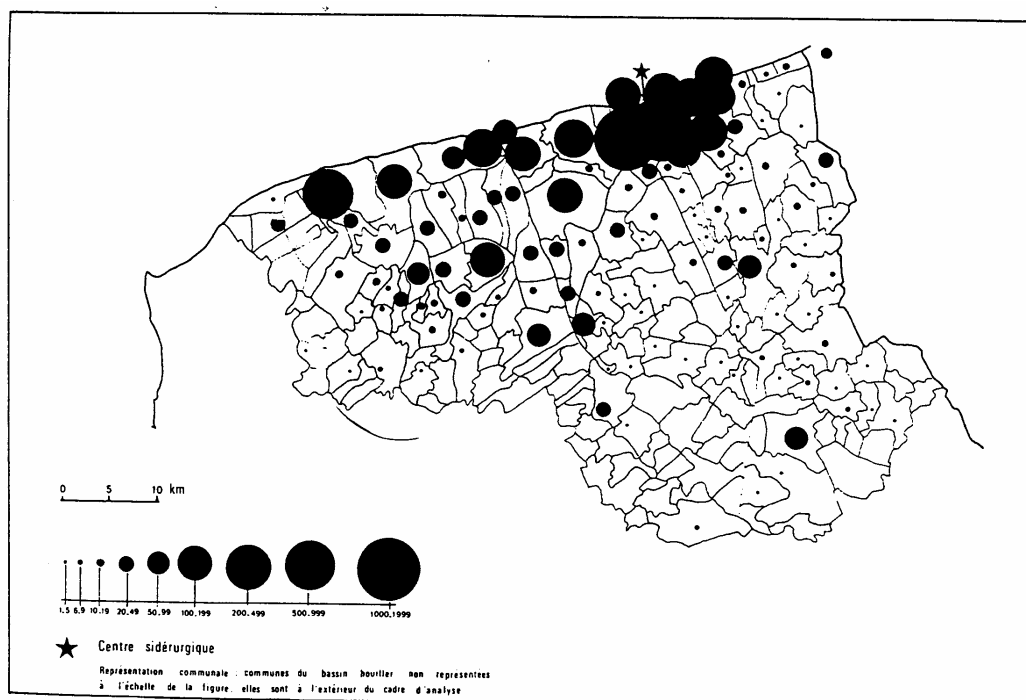 0 5 10 km
1.5 6.9 10.19 20.49 50.99 100.199 200.499 500.999 1000.1999
Centre sidérurgique
Représentation communale : communes du bassin houiller non représentées
à l'échelle de la figure. elles sont à l'extérieur du cadre d'analyse